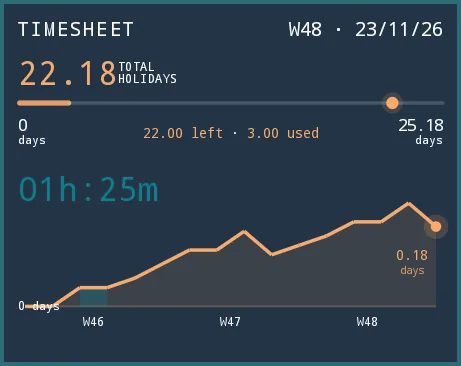 TIMESHEET
W48 · 23/11/26
22.18 TOTAL
HOLIDAYS
0
days
22.00 left · 3.00 used
25.18
days
01h:25m
0.18
days
0 days
W46 W47 W48